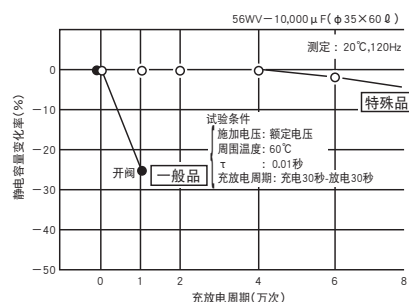 56WV－10,000μF(φ35×60ℓ)
测定：20℃,120Hz
0
－10
－20
－30
－40
－50
静电容量变化率(%)
特殊品
试验条件
施加电压：额定电压
周围温度：60℃
τ：0.01秒
充放电周期：充电30秒-放电30秒
开阀
一般品
0
1
2
4
6
8
充放电周期(万次)